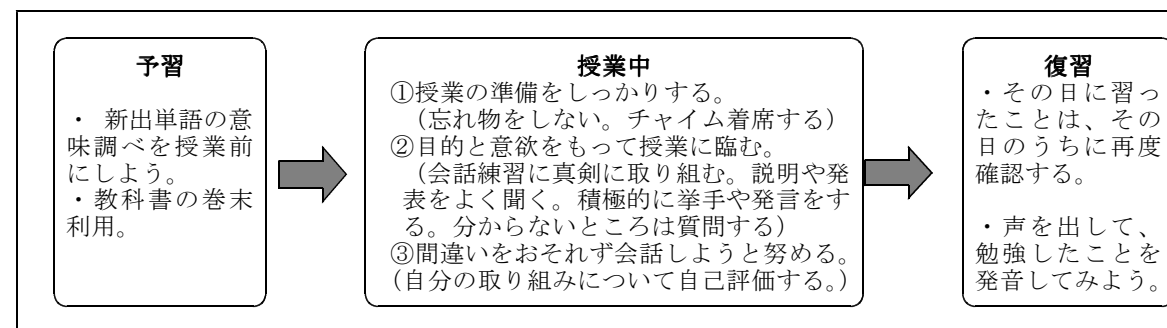 予習
・ 新出単語の意
味調べを授業前
にしよう。
・教科書の巻末
利用。
授業中
①授業の準備をしっかりする。
（忘れ物をしない。チャイム着席する）
②目的と意欲をもって授業に臨む。
（会話練習に真剣に取り組む。説明や発
表をよく聞く。積極的に挙手や発言をす
る。分からないところは質問する）
③間違いをおそれず会話しようと努める。
（自分の取り組みについて自己評価する。）
復習
・その日に習っ
たことは、その
日のうちに再度
確認する。
・声を出して、
勉強したことを
発音してみよう。